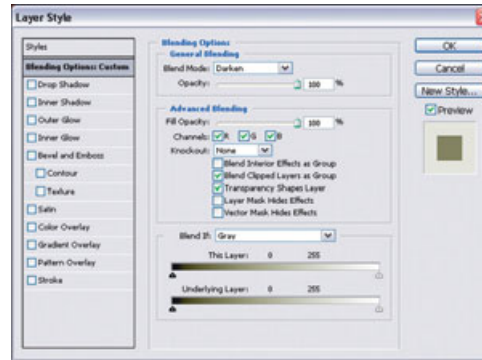 Layer Style
Styles
Blending Options: Custom
Drop Shadow
Inner Shadow
Outer Glow
Inner Glow
Bevel and Emboss
Contour
Texture
Satin
Color Overlay
Gradient Overlay
Pattern Overlay
Stroke
Blending Options
General Blending
Blend Mode: Darken
Opacity: 100 %
Advanced Blending
Fill Opacity: 100 %
Channels: R G B
Knockout: None
Blend Interior Effects as Group
Blend Clipped Layers as Group
Transparency Shapes Layer
Layer Mask Hides Effects
Vector Mask Hides Effects
Blend If: Gray
This Layer: 0 255
Underlying Layer: 0 255
OK
Cancel
New Style...
Preview